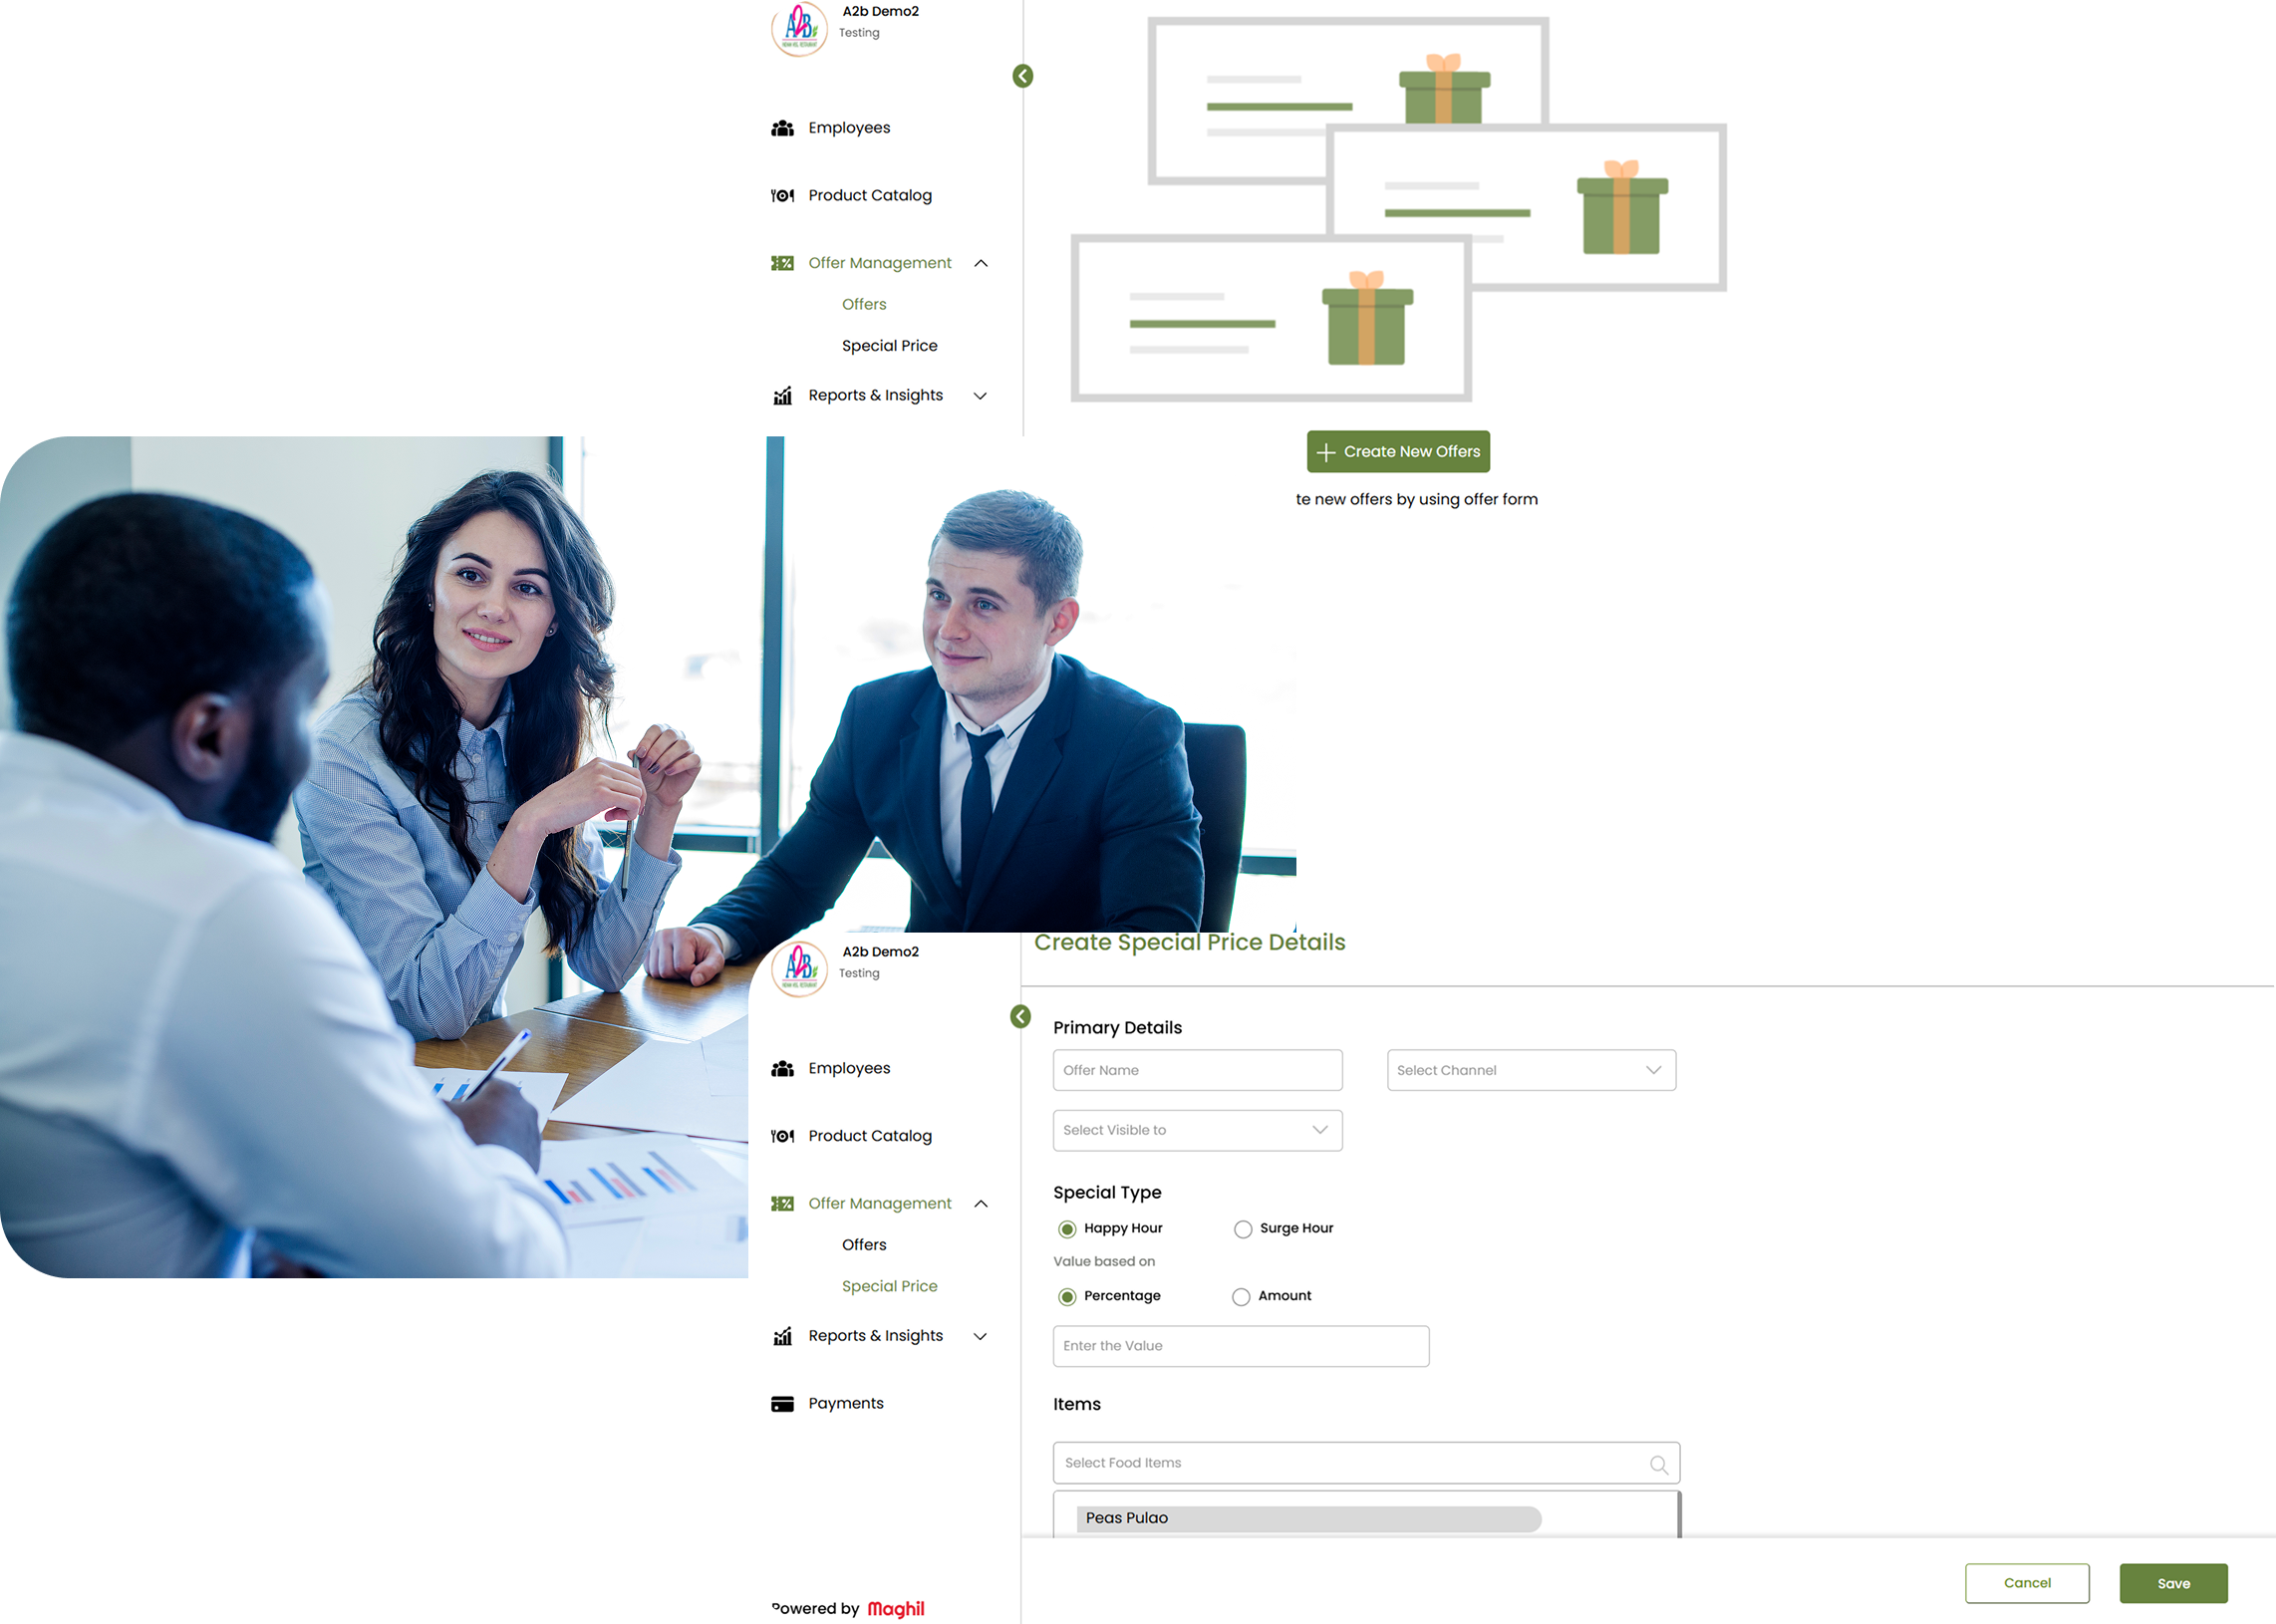 A2B
A2b Demo2
Testing
Employees
Product Catalog
Offer Management
Offers
Special Price
Reports & Insights
Create New Offers
te new offers by using offer form
Create Special Price Details
A2B
A2b Demo2
Testing
Employees
Product Catalog
Offer Management
Offers
Special Price
Reports & Insights
Payments
Powered by Maghil
Primary Details
Offer Name
Select Channel
Select Visible to
Special Type
Happy Hour
Surge Hour
Value based on
Percentage
Amount
Enter the Value
Items
Select Food Items
Peas Pulao
Cancel
Save